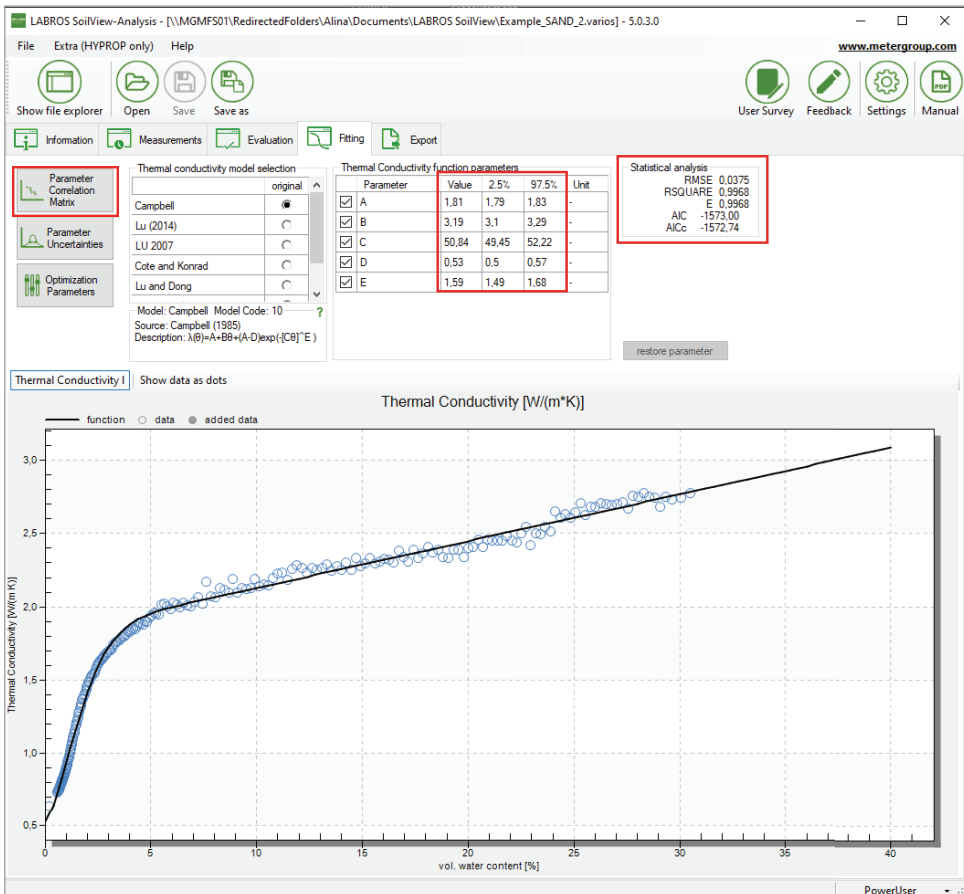 LABROS SoilView-Analysis - [\\MGMFS01\RedirectedFolders\Alina\Documents\LABROS SoilView\Example_SAND_2.varios] - 5.0.3.0
File Extra (HYPROP only) Help www.metergroup.com
Show file explorer Open Save Save as User Survey Feedback Settings Manual
PDF
Information Measurements Evaluation Fitting Export
Parameter
Correlation
Matrix
Parameter
Uncertainties
Optimization
Parameters
Thermal conductivity model selection
original
Campbell
Lu (2014)
LU 2007
Cote and Konrad
Lu and Dong
Model: Campbell Model Code: 10 ?
Source: Campbell (1985)
Description: λ(θ)=A+Bθ+(A-D)exp(-[Cθ]^E )
Thermal Conductivity function parameters
Parameter Value 2.5% 97.5% Unit
A 1,81 1,79 1,83 -
B 3,19 3,1 3,29 -
C 50,84 49,45 52,22 -
D 0,53 0,5 0,57 -
E 1,59 1,49 1,68 -
Statistical analysis
RMSE 0,0375
RSQUARE 0,9968
E 0,9968
AIC -1573,00
AICc -1572,74
restore parameter
Thermal Conductivity l Show data as dots
Thermal Conductivity [W/(m*K)]
function data added data
Thermal Conductivity [W/(m K)]
3,0
2,5
2,0
1,5
1,0
0,5
0 5 10 15 20 25 30 35 40
vol. water content [%]
PowerUser